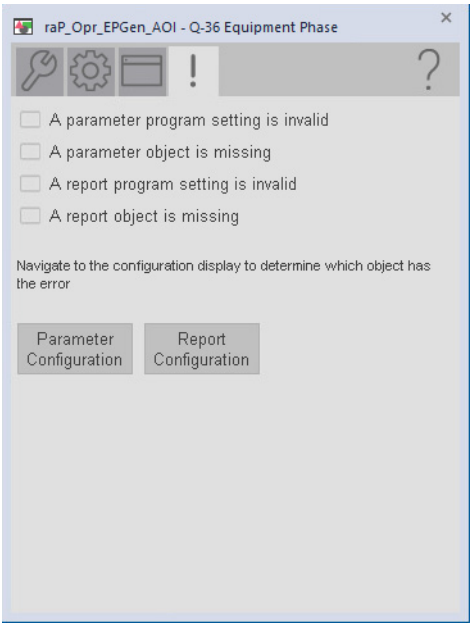 raP_Opr_EPGen_AOI - Q-36 Equipment Phase
A parameter program setting is invalid
A parameter object is missing
A report program setting is invalid
A report object is missing
Navigate to the configuration display to determine which object has
the error
Parameter
Configuration
Report
Configuration